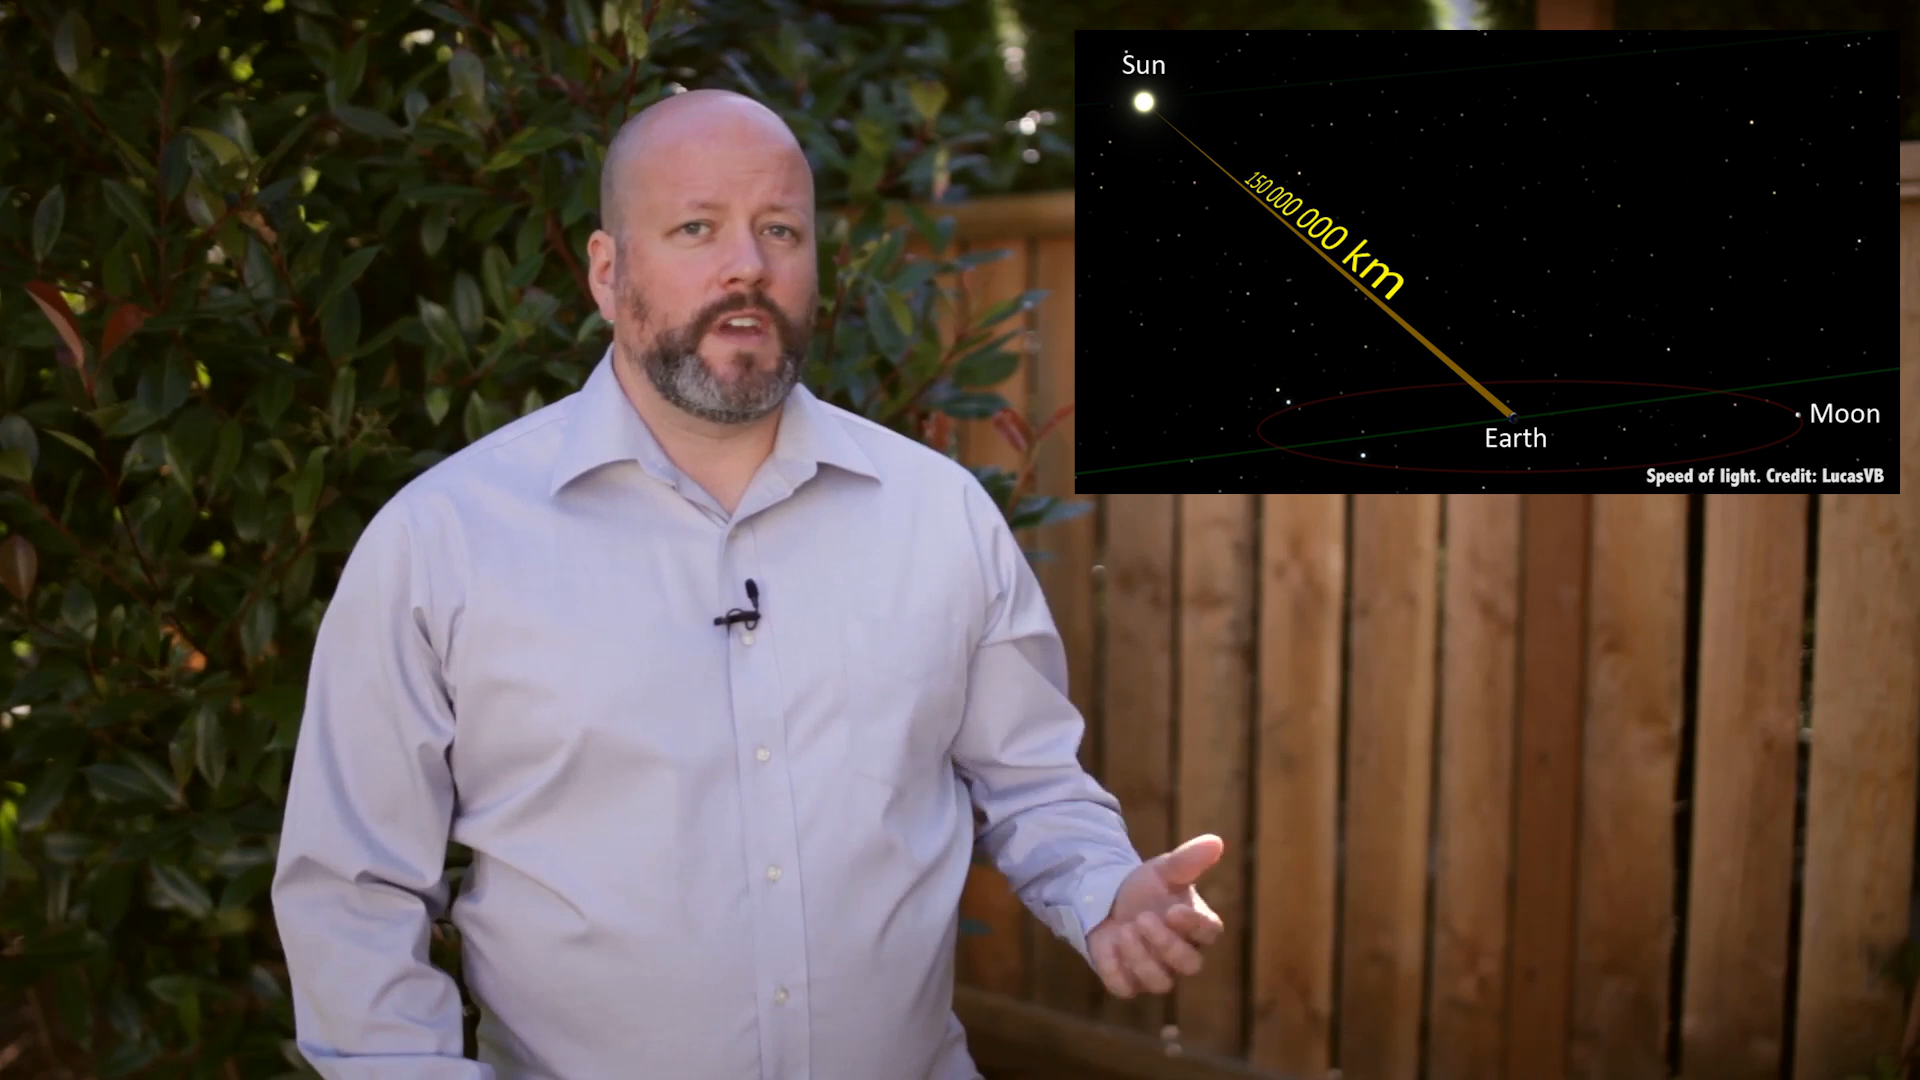 Sun
150 000 000 km
Moon
Earth
Speed of light. Credit: LucasVB